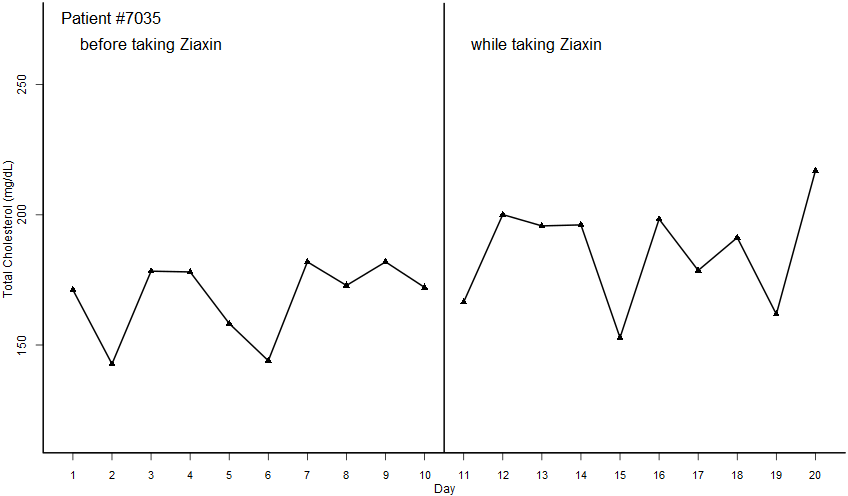 Patient #7035
before taking Ziaxin
while taking Ziaxin
Total Cholesterol (mg/dL)
250
200
150
1 2 3 4 5 6 7 8 9 10 11 12 13 14 15 16 17 18 19 20
Day